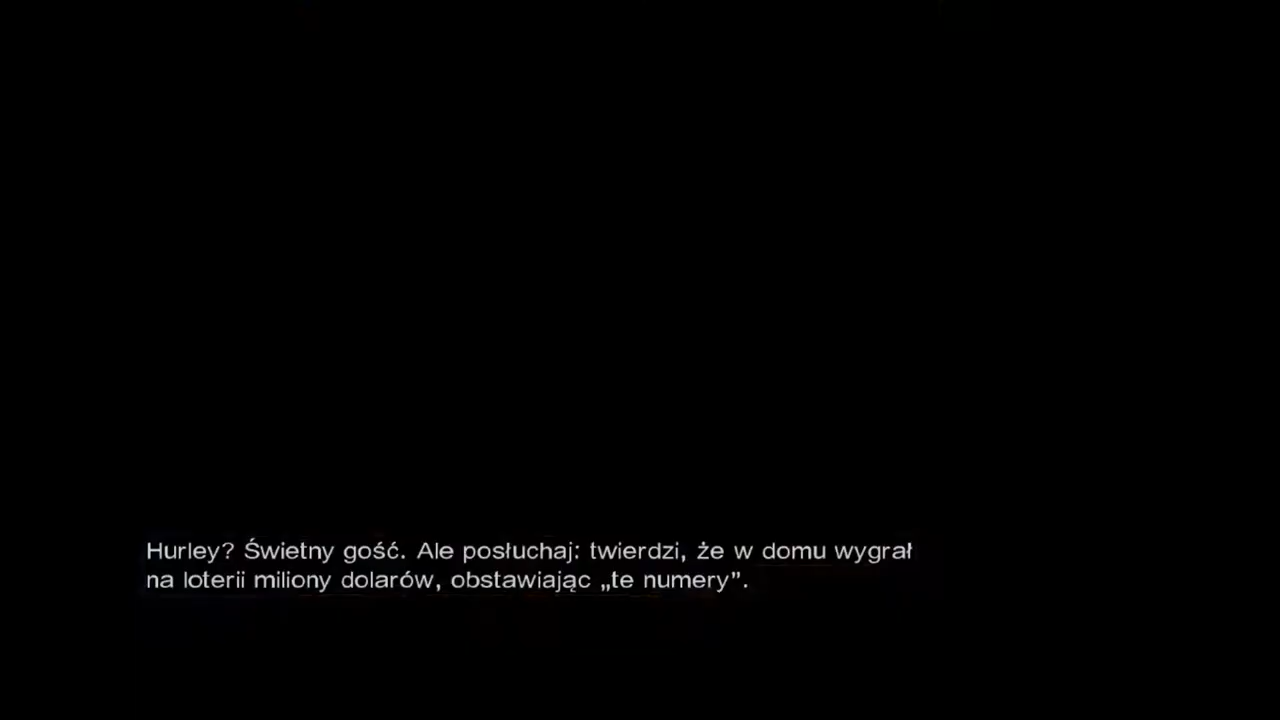 Hurley? Świetny gość. Ale posłuchaj: twierdzi, że w domu wygrał
na loterii miliony dolarów, obstawiając „te numery”.